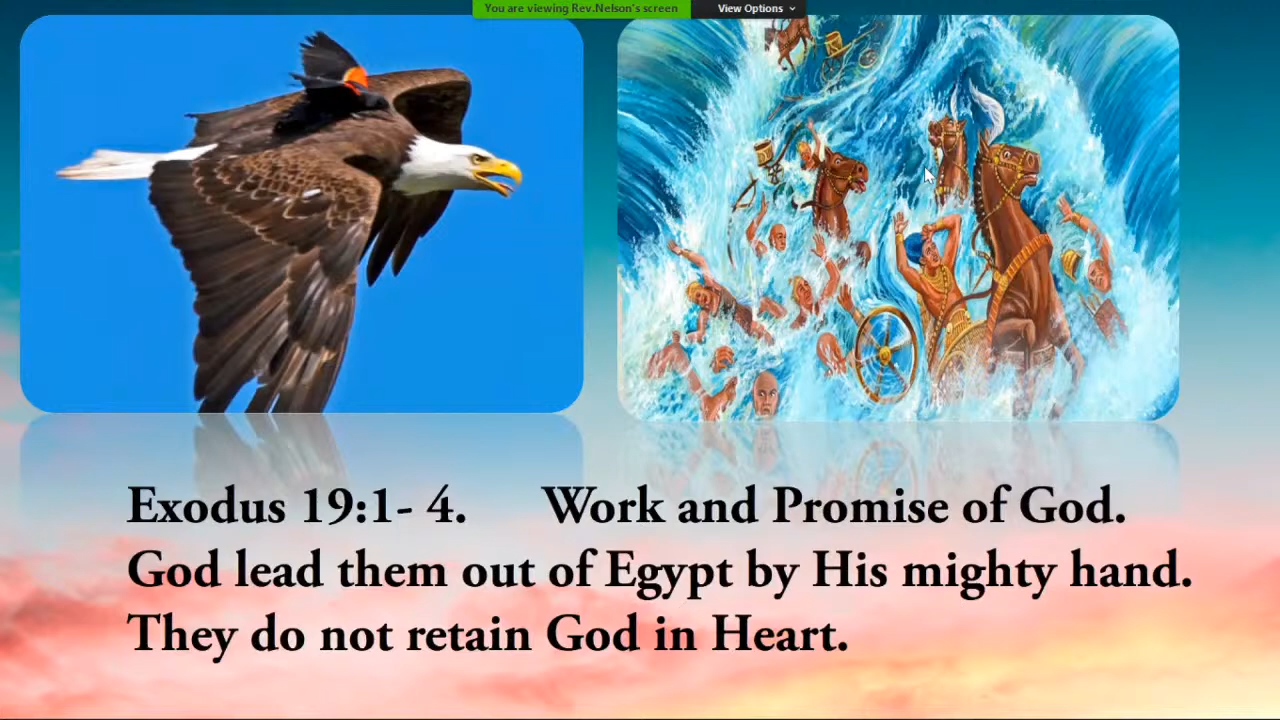 You are viewing Rev.Nelson's screen View Options
Exodus 19:1- 4. Work and Promise of God.
God lead them out of Egypt by His mighty hand.
They do not retain God in Heart.